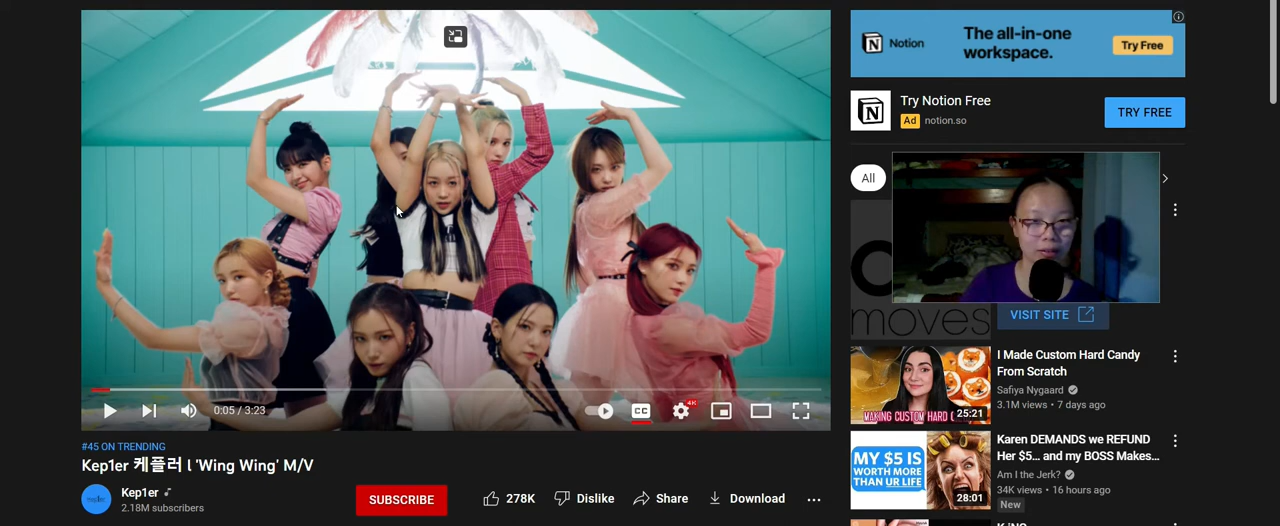 Notion
The all-in-one
workspace.
Try Free
Try Notion Free
Ad notion.so
TRY FREE
All
moves
VISIT SITE
I Made Custom Hard Candy
From Scratch
Safiya Nygaard
3.1M views • 7 days ago
MAKING CUSTOM HARD
25:21
Karen DEMANDS we REFUND
Her $5... and my BOSS Makes...
Am I the Jerk?
34K views • 16 hours ago
New
MY $5 IS
WORTH MORE
THAN UR LIFE
28:01
0:05 / 3:23
CC
4K
#45 ON TRENDING
Kep1er 케플러 l 'Wing Wing' M/V
Kep1er
2.18M subscribers
SUBSCRIBE
278K
Dislike
Share
Download